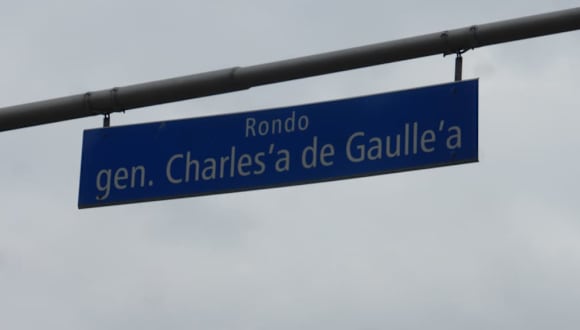 Rondo
gen. Charles'a de Gaulle'a